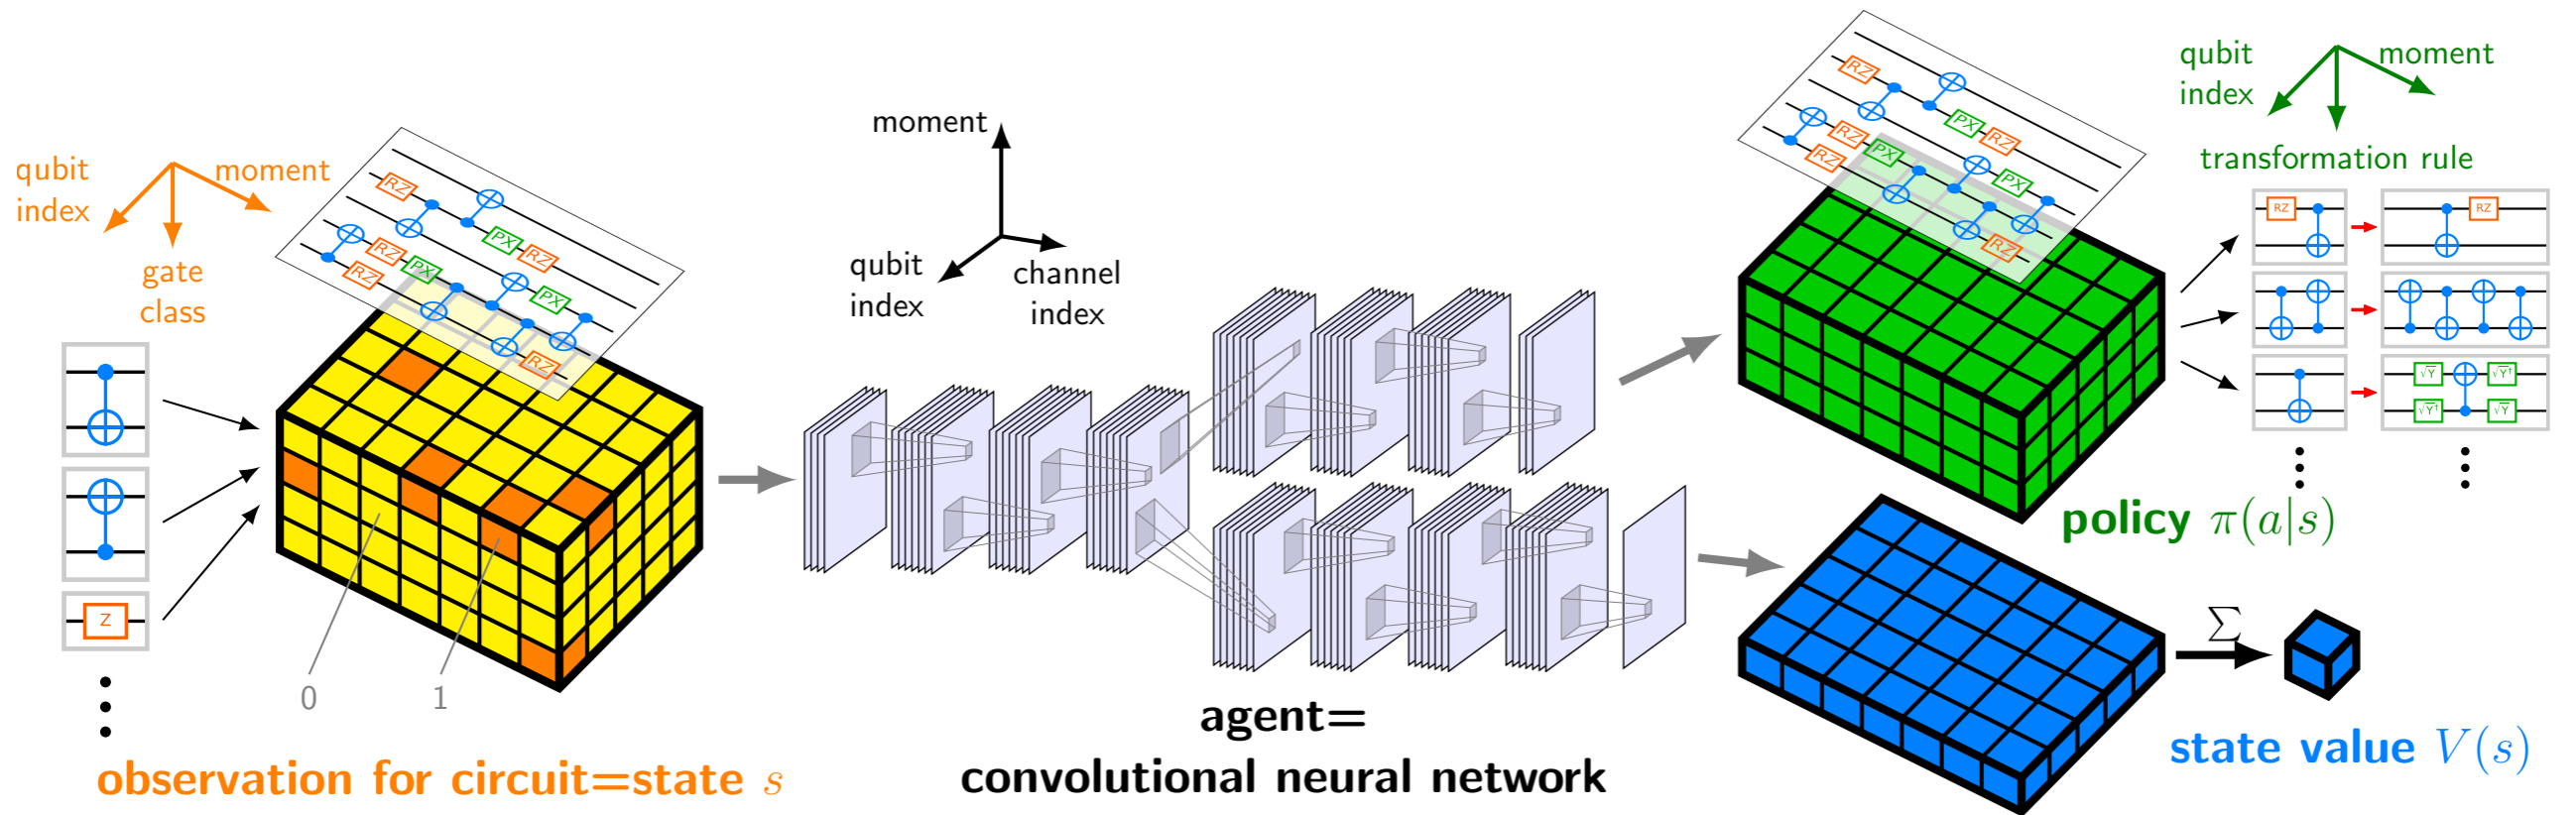 qubit
index
moment
gate
class
RZ
PX
RZ
RZ
PX
RZ
PX
RZ
RZ
Z
0
1
observation for circuit=state s
moment
qubit
index
channel
index
agent=
convolutional neural network
RZ
PX
RZ
RZ
PX
RZ
PX
RZ
qubit
index
moment
transformation rule
RZ
RZ
√Y
√Y†
√Y†
√Y
policy π(a|s)
∑
state value V(s)